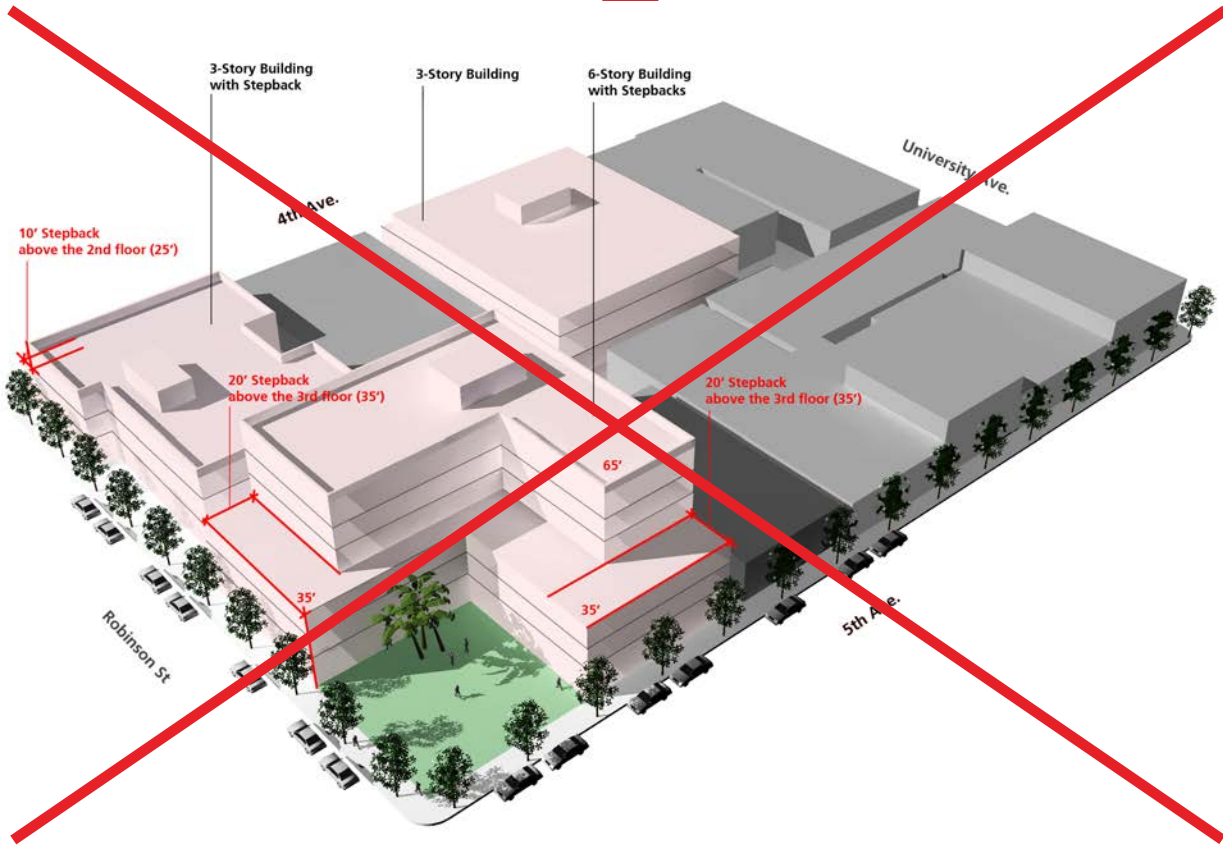 3-Story Building
with Stepback
3-Story Building
6-Story Building
with Stepbacks
University Ave.
4th Ave.
10' Stepback
above the 2nd floor (25')
20' Stepback
above the 3rd floor (35')
20' Stepback
above the 3rd floor (35')
65'
35'
35'
5th Ave.
Robinson St